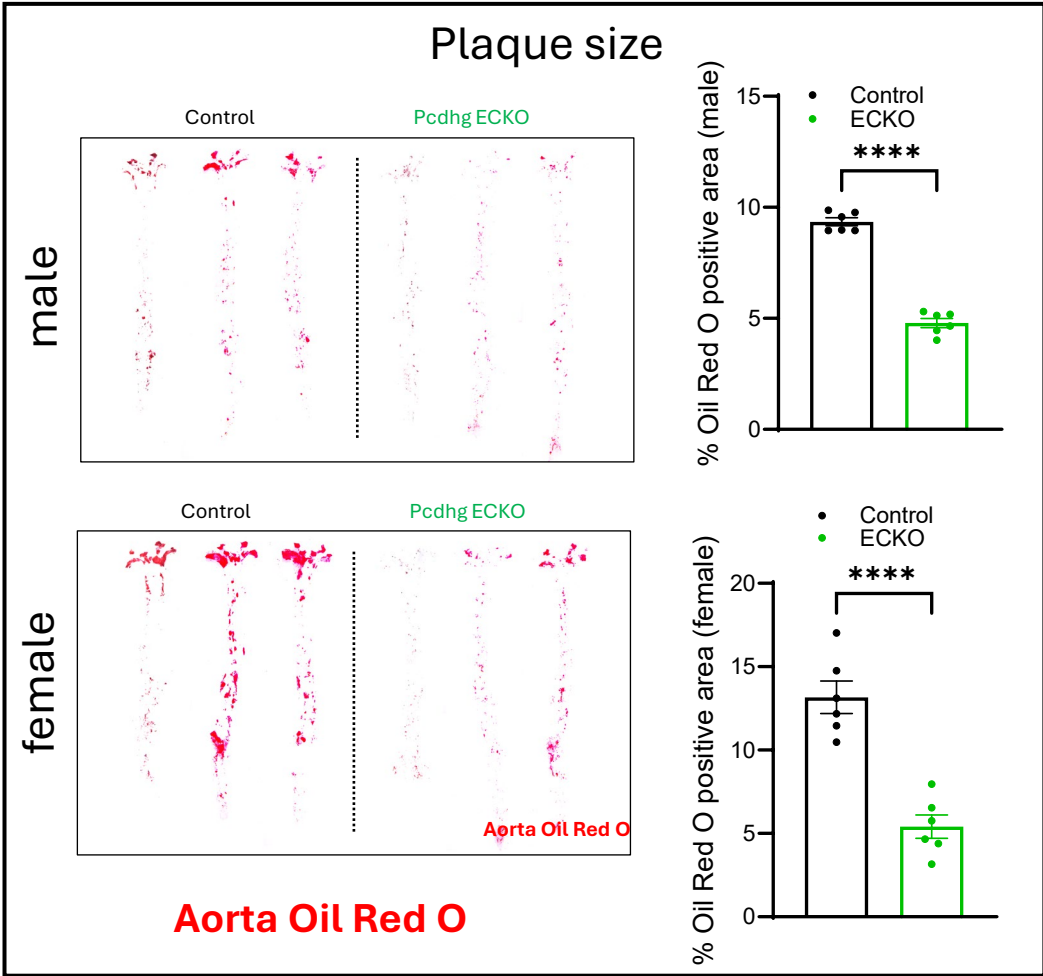 Plaque size
Control
Pcdhg ECKO
male
% Oil Red O positive area (male)
15
10
5
0
Control
ECKO
****
Control
Pcdhg ECKO
female
Aorta Oil Red O
Aorta Oil Red O
% Oil Red O positive area (female)
20
15
10
5
0
Control
ECKO
****